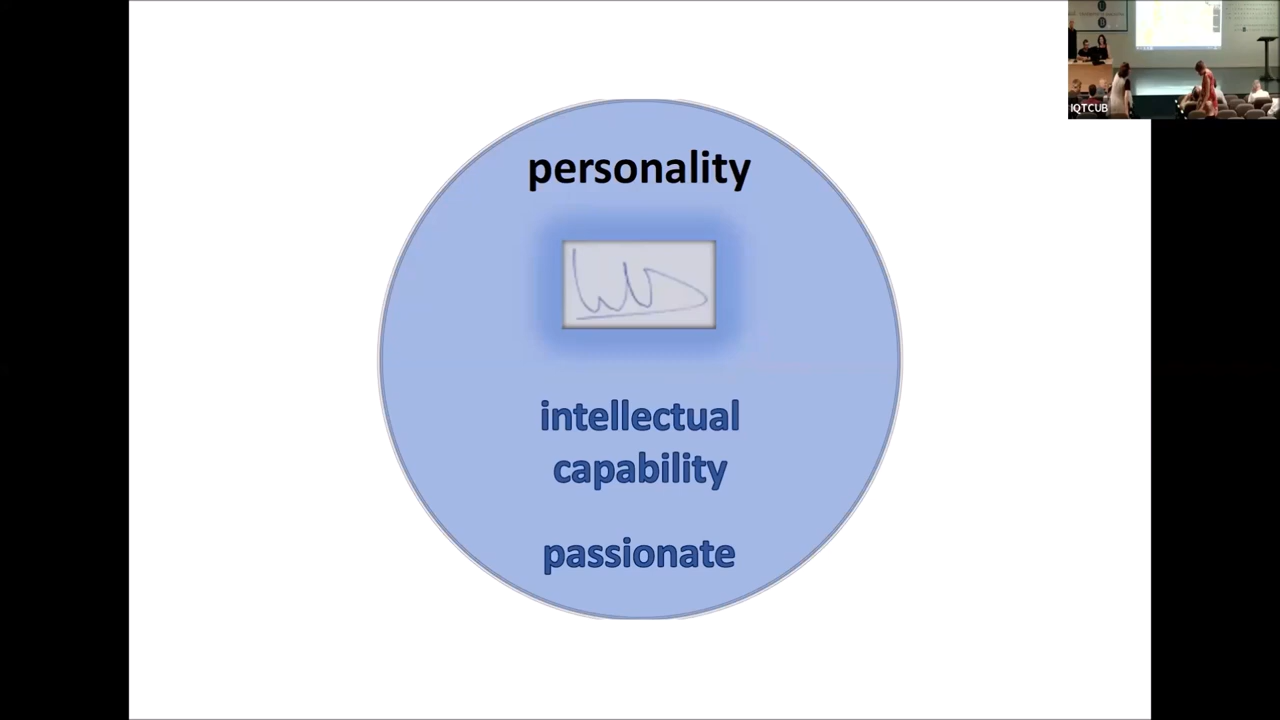 personality
intellectual
capability
passionate
IQTCUB